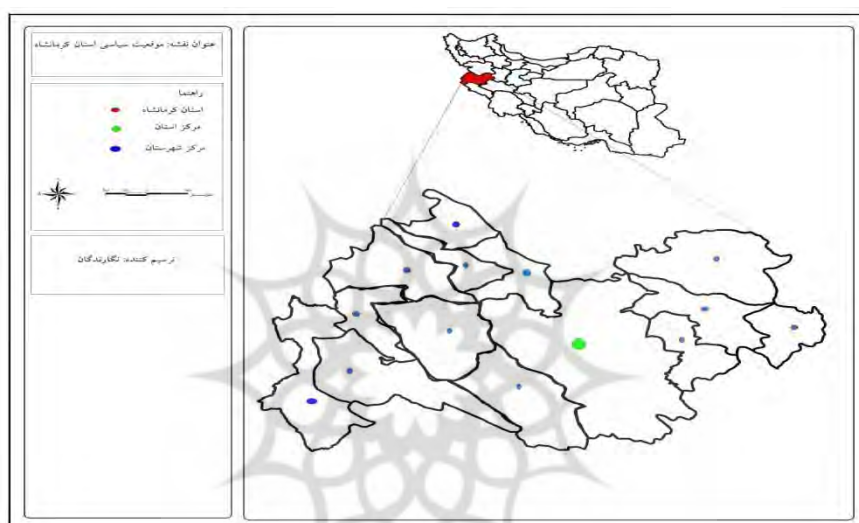 عنوان نقشه: موقعیت سیاسی استان کرمانشاه
راهنما
استان کرمانشاه
مرکز استان
مرکز شهرستان
ترسیم کننده: نگارندگان